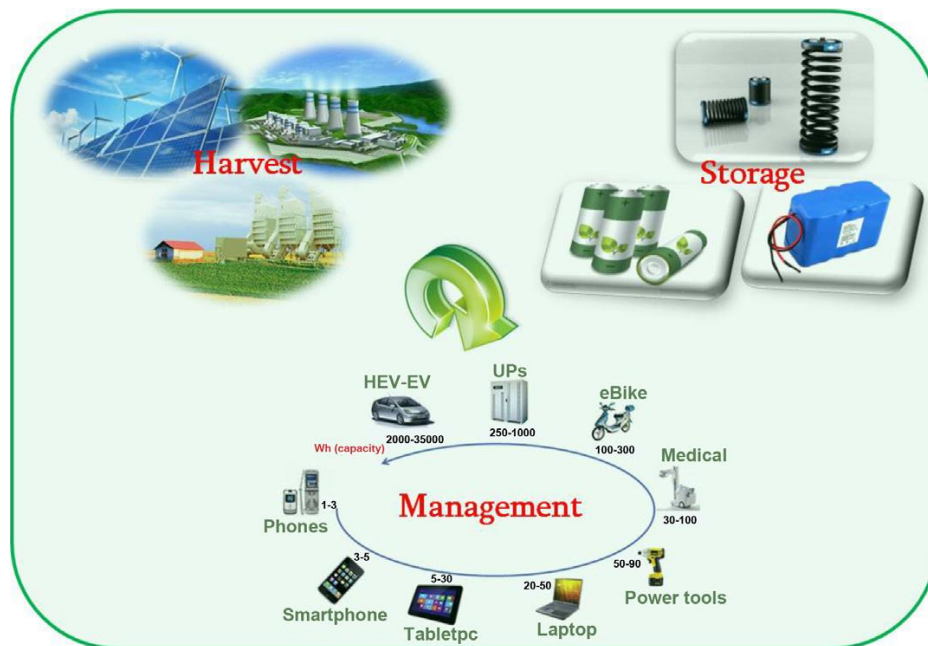 Harvest
Storage
HEV-EV
2000-35000
UPs
250-1000
eBike
100-300
Wh (capacity)
Medical
30-100
Management
Phones
1-3
Smartphone
3-5
Tabletpc
5-30
Laptop
20-50
Power tools
50-90